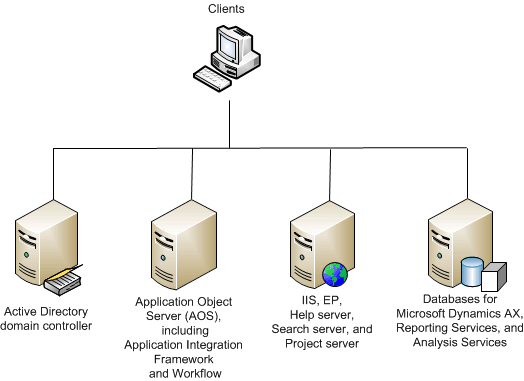 Clients
Active Directory
domain controller
Application Object
Server (AOS),
including
Application Integration
Framework
and Workflow
IIS, EP,
Help server,
Search server, and
Project server
Databases for
Microsoft Dynamics AX,
Reporting Services, and
Analysis Services